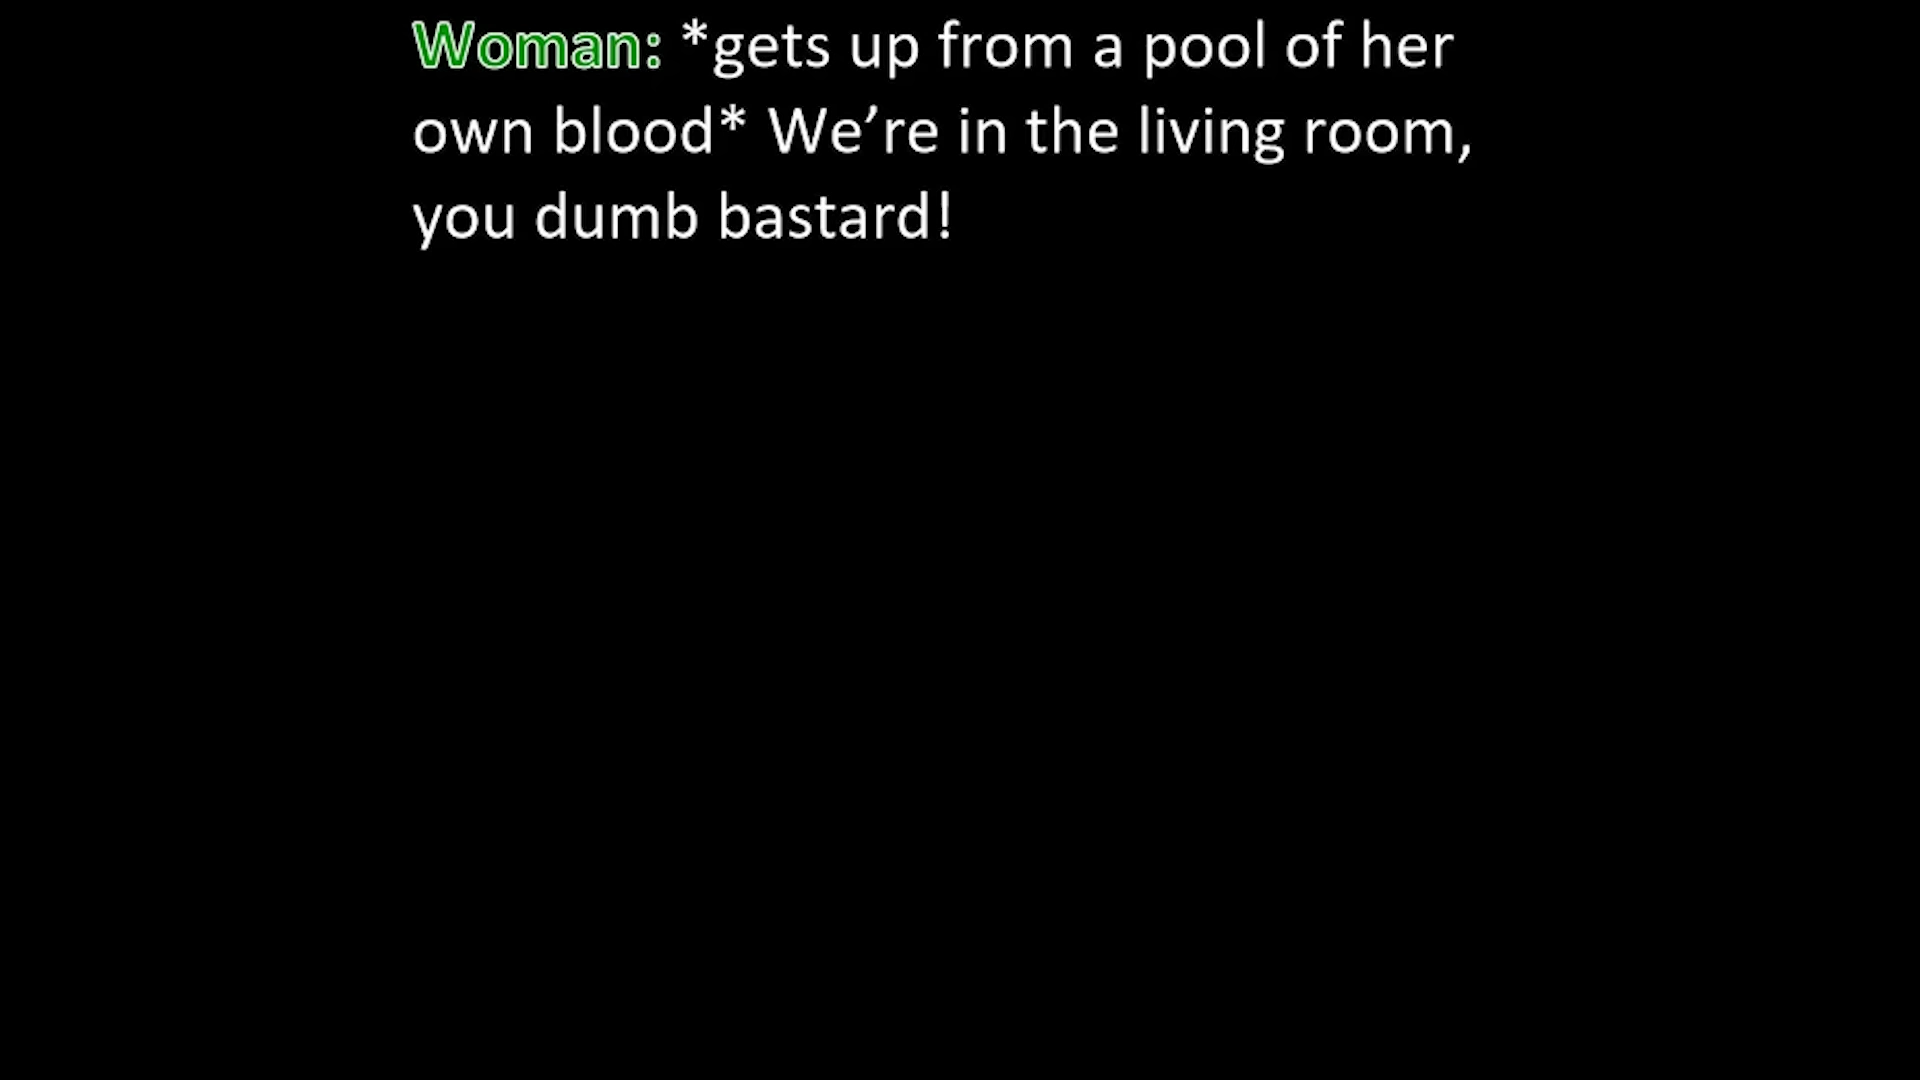 Woman: *gets up from a pool of her
own blood* We’re in the living room,
you dumb bastard!